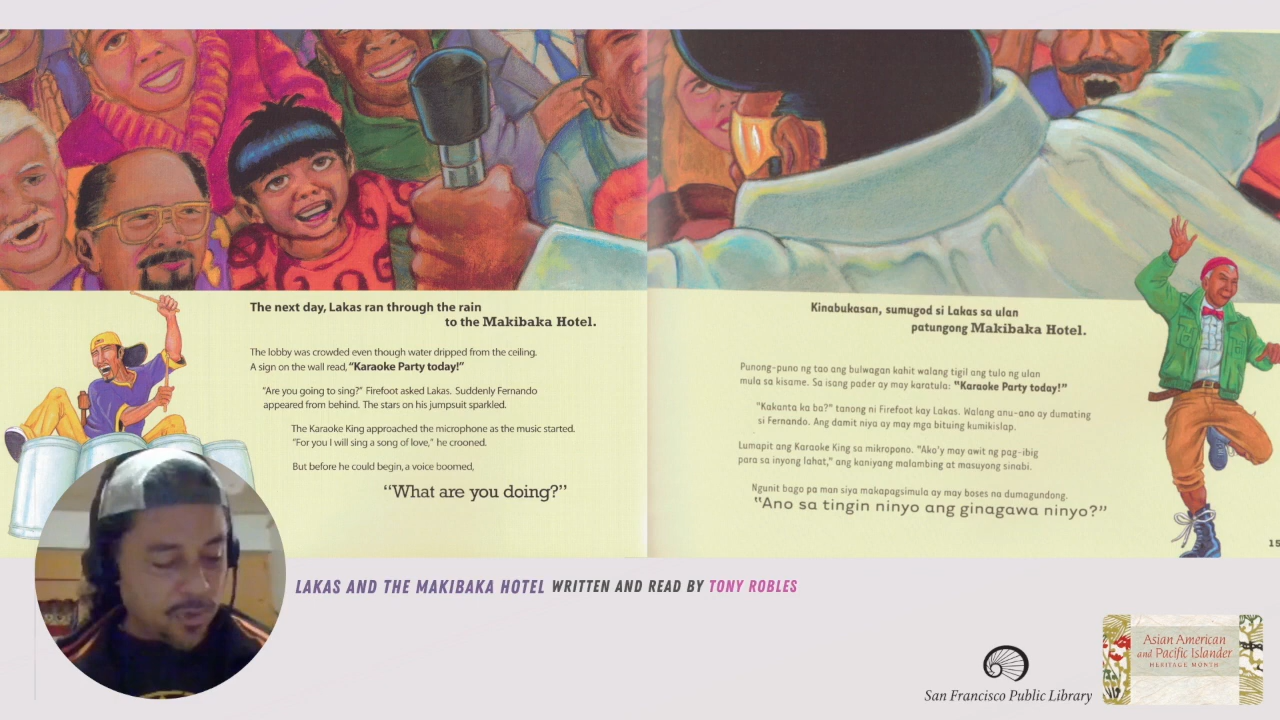 The next day, Lakas ran through the rain
to the Makibaka Hotel.
The lobby was crowded even though water dripped from the ceiling.
A sign on the wall read, “Karaoke Party today!”
“Are you going to sing?” Firefoot asked Lakas. Suddenly Fernando
appeared from behind. The stars on his jumpsuit sparkled.
The Karaoke King approached the microphone as the music started.
“For you I will sing a song of love,” he crooned.
But before he could begin, a voice boomed,
“What are you doing?”
Kinabukasan, sumugod si Lakas sa ulan
patungong Makibaka Hotel.
Punong-puno ng tao ang bulwagan kahit walang tigil ang tulo ng ulan
mula sa kisame. Sa isang pader ay may karatula: “Karaoke Party today!”
“Kakanta ka ba?” tanong ni Firefoot kay Lakas. Walang anu-ano ay dumating
si Fernando. Ang damit niya ay may mga bituing kumikislap.
Lumapit ang Karaoke King sa mikropono. “Ako’y may awit ng pag-ibig
para sa inyong lahat,” ang kaniyang malambing at masuyong sinabi.
Ngunit bago pa man siya makapagsimula ay may boses na dumagundong.
“Ano sa tingin ninyo ang ginagawa ninyo?”
15
LAKAS AND THE MAKIBAKA HOTEL WRITTEN AND READ BY TONY ROBLES
San Francisco Public Library
Asian American
and Pacific Islander
HERITAGE MONTH